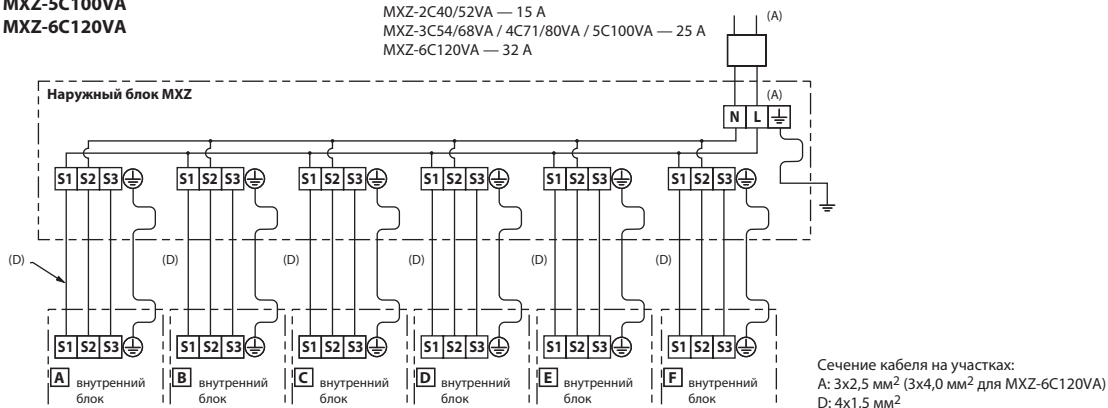 MXZ-5C100VA
MXZ-6C120VA
MXZ-2C40/52VA — 15 А
MXZ-3C54/68VA / 4C71/80VA / 5C100VA — 25 А
MXZ-6C120VA — 32 А
(A)
Наружный блок MXZ
(A)
N L
S1 S2 S3 S1 S2 S3 S1 S2 S3 S1 S2 S3 S1 S2 S3 S1 S2 S3
(D) (D) (D) (D) (D) (D)
S1 S2 S3 S1 S2 S3 S1 S2 S3 S1 S2 S3 S1 S2 S3 S1 S2 S3
A внутренний блок
B внутренний блок
C внутренний блок
D внутренний блок
E внутренний блок
F внутренний блок
Сечение кабеля на участках:
A: 3x2,5 мм2 (3x4,0 мм2 для MXZ-6C120VA)
D: 4x1,5 мм2